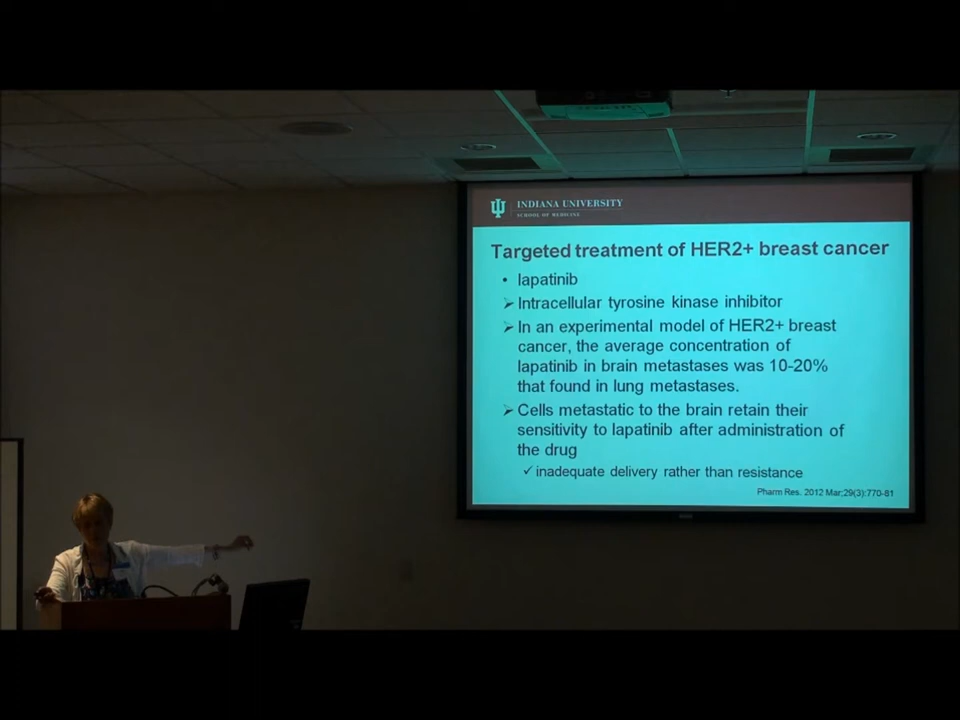 INDIANA UNIVERSITY
SCHOOL OF MEDICINE
Targeted treatment of HER2+ breast cancer
• lapatinib
➢ Intracellular tyrosine kinase inhibitor
➢ In an experimental model of HER2+ breast
cancer, the average concentration of
lapatinib in brain metastases was 10-20%
that found in lung metastases.
➢ Cells metastatic to the brain retain their
sensitivity to lapatinib after administration of
the drug
✓ inadequate delivery rather than resistance
Pharm Res. 2012 Mar;29(3):770-81